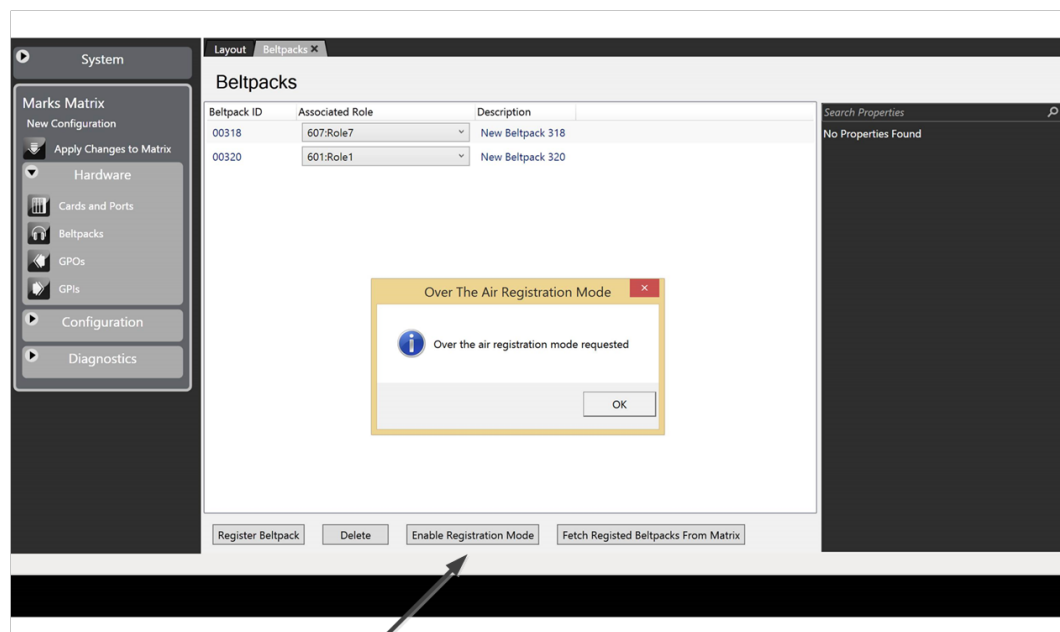 System
Marks Matrix
New Configuration
Apply Changes to Matrix
Hardware
Cards and Ports
Beltpacks
GPOs
GPIs
Configuration
Diagnostics
Layout Beltpacks
Beltpacks
Beltpack ID Associated Role Description
00318 607:Role7 New Beltpack 318
00320 601:Role1 New Beltpack 320
Search Properties
No Properties Found
Over The Air Registration Mode
Over the air registration mode requested
OK
Register Beltpack Delete Enable Registration Mode Fetch Registed Beltpacks From Matrix